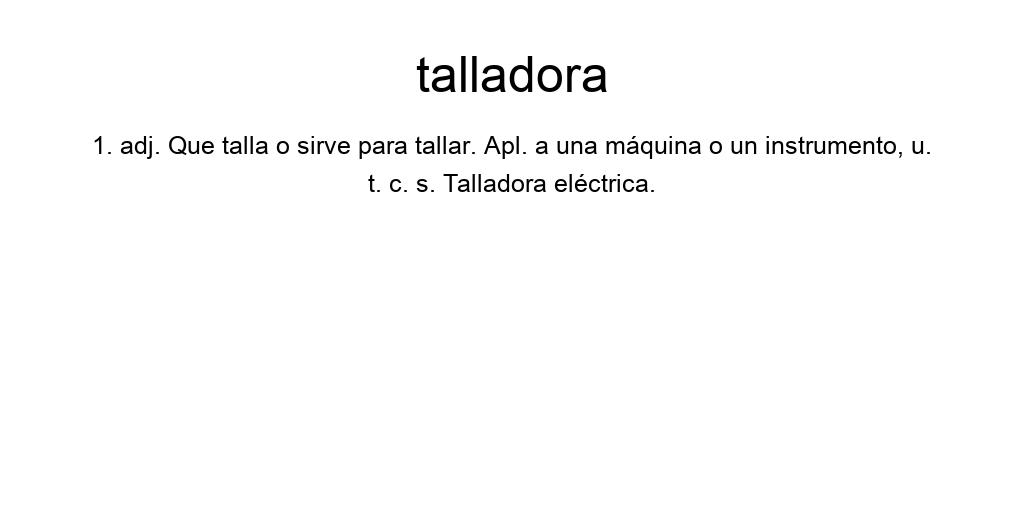 talladora
1. adj. Que talla o sirve para tallar. Apl. a una máquina o un instrumento, u.
t. c. s. Talladora eléctrica.